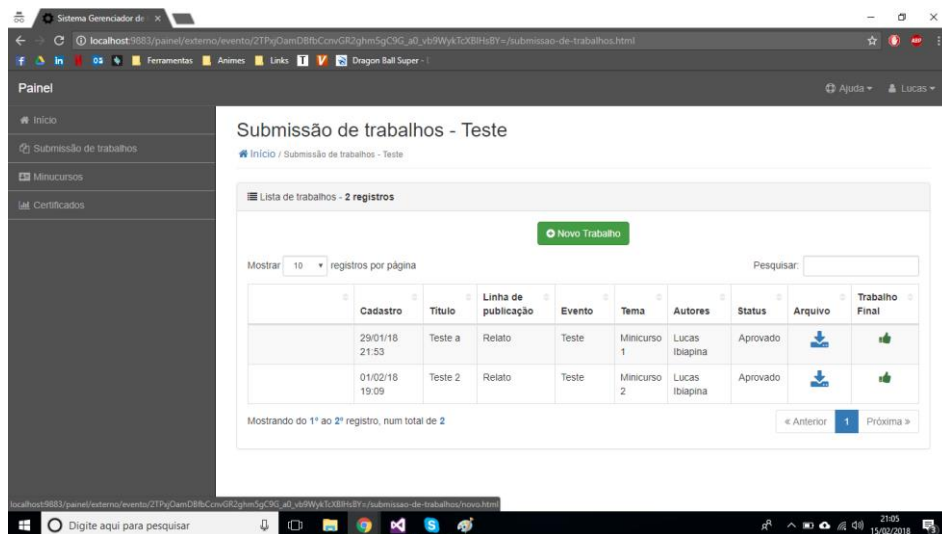 Sistema Gerenciador de
localhost:9883/painel/externo/evento/2TPxjOamDBfbCcnvGR2ghmSgC9G_a0_vb9WykTcXBlHsBY=/submissao-de-trabalhos.html
Ferramentas Animes Links Dragon Ball Super -
Painel Ajuda Lucas
Início
Submissão de trabalhos
Minucursos
Certificados
Submissão de trabalhos - Teste
Início / Submissão de trabalhos - Teste
Lista de trabalhos - 2 registros
Novo Trabalho
Mostrar 10 registros por página Pesquisar:
Cadastro Título Linha de publicação Evento Tema Autores Status Arquivo Trabalho Final
29/01/18 21:53 Teste a Relato Teste Minicurso 1 Lucas Ibiapina Aprovado
01/02/18 19:09 Teste 2 Relato Teste Minicurso 2 Lucas Ibiapina Aprovado
Mostrando do 1º ao 2º registro, num total de 2
« Anterior 1 Próxima »
localhost:9883/painel/externo/evento/2TPxjOamDBfbCcnvGR2ghmSgC9G_a0_vb9WykTcXBlHsBY=/submissao-de-trabalhos/novo.html
Digite aqui para pesquisar
21:05
15/02/2018